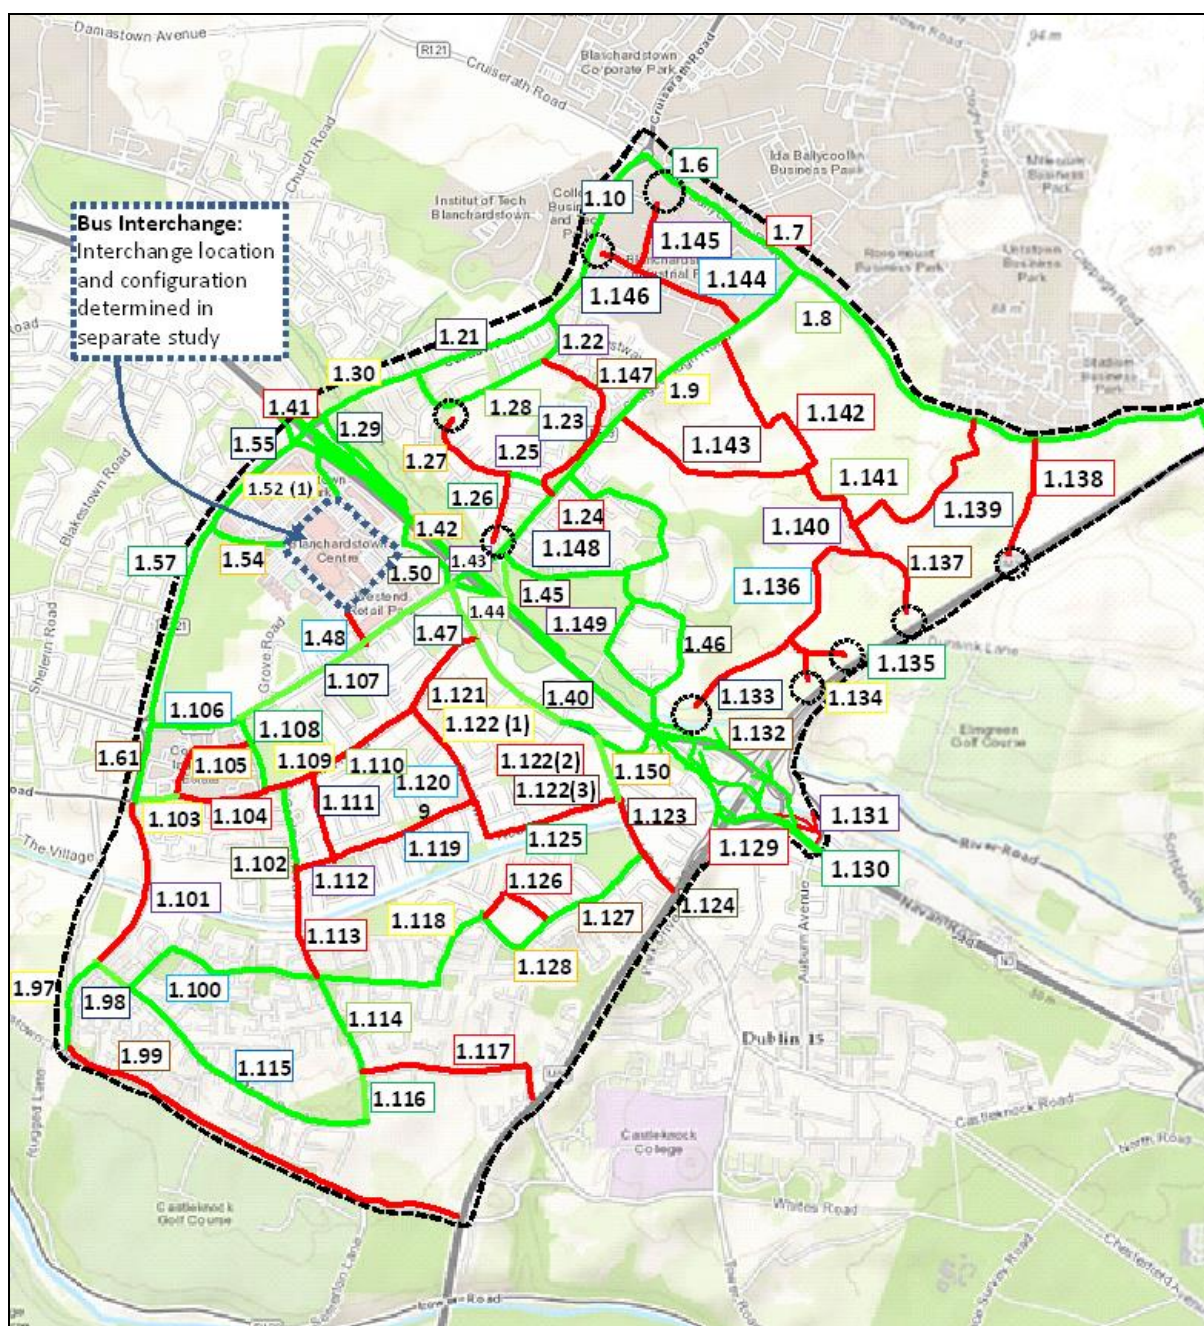 Damastown Avenue
R121
Cruiserath Road
Blanchardstown
Corporate Park
Cruiserath Road
94 m
Church Road
1.6
Ida Ballycoolin
Business Park
1.10
Institut of Tech
Blanchardstown
1.7
1.145
Rosemount
Business Park
1.144
1.146
88 m
Bus Interchange:
Interchange location
and configuration
determined in
separate study
1.8
1.21
1.22
1.30
1.147
1.9
Stadium
Business
Park
1.41
1.28
1.23
1.142
1.29
1.55
1.143
1.25
1.27
1.141
1.138
1.52 (1)
1.26
1.24
1.139
Blakestown Road
1.42
1.140
1.148
Blanchardstown
Centre
1.57
1.54
1.43
1.137
1.50
1.136
1.45
1.44
1.149
1.48
1.47
1.46
Dunsink Lane
Sheferin Road
Grove Road
1.135
1.107
1.121
1.133
1.134
1.40
1.106
1.108
1.122 (1)
1.132
Elmgreen
Golf Course
1.61
1.105
1.109
1.110
1.122(2)
1.150
1.120
1.111
1.122(3)
1.103
1.104
9
1.123
1.131
The Village
1.119
1.125
1.129
River Road
1.102
1.112
1.130
1.126
1.101
1.124
1.118
1.127
Auburn Avenue
1.113
N3
1.128
1.97
1.98
1.100
1.114
Dublin 15
1.99
1.115
1.117
1.116
Rugged Lane
Castleknock
College
Castleknock Road
North Road
Castleknock
Golf Course
Whites Road
Chesterfield Avenue
Tower Road
Lower Road